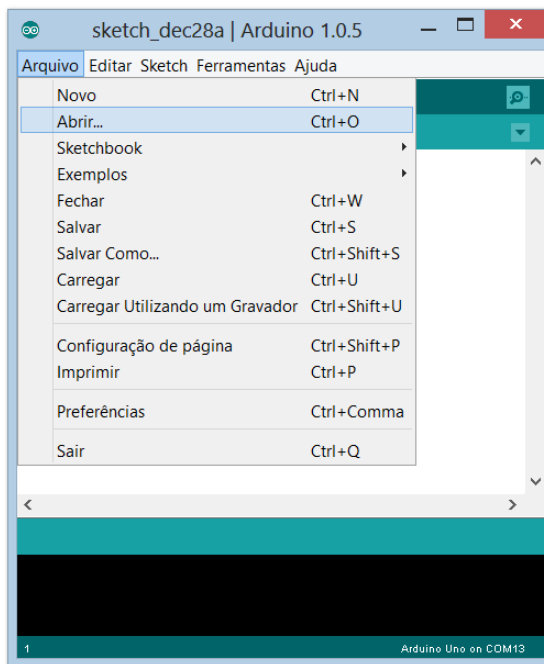 sketch_dec28a | Arduino 1.0.5
Arquivo Editar Sketch Ferramentas Ajuda
Novo Ctrl+N
Abrir... Ctrl+O
Sketchbook
Exemplos
Fechar Ctrl+W
Salvar Ctrl+S
Salvar Como... Ctrl+Shift+S
Carregar Ctrl+U
Carregar Utilizando um Gravador Ctrl+Shift+U
Configuração de página Ctrl+Shift+P
Imprimir Ctrl+P
Preferências Ctrl+Comma
Sair Ctrl+Q
1 Arduino Uno on COM13